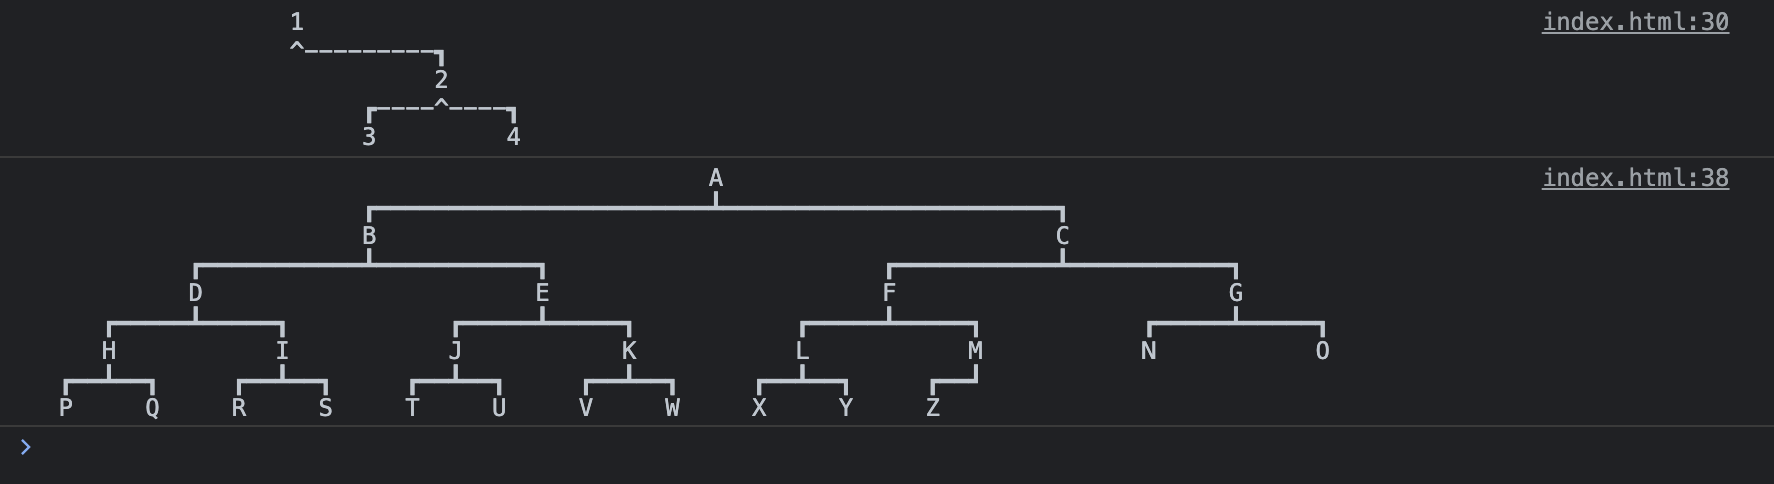 1 index.html:30
^
2
^
3 4
A index.html:38
B C
D E F G
H I J K L M N O
P Q R S T U V W X Y Z
>